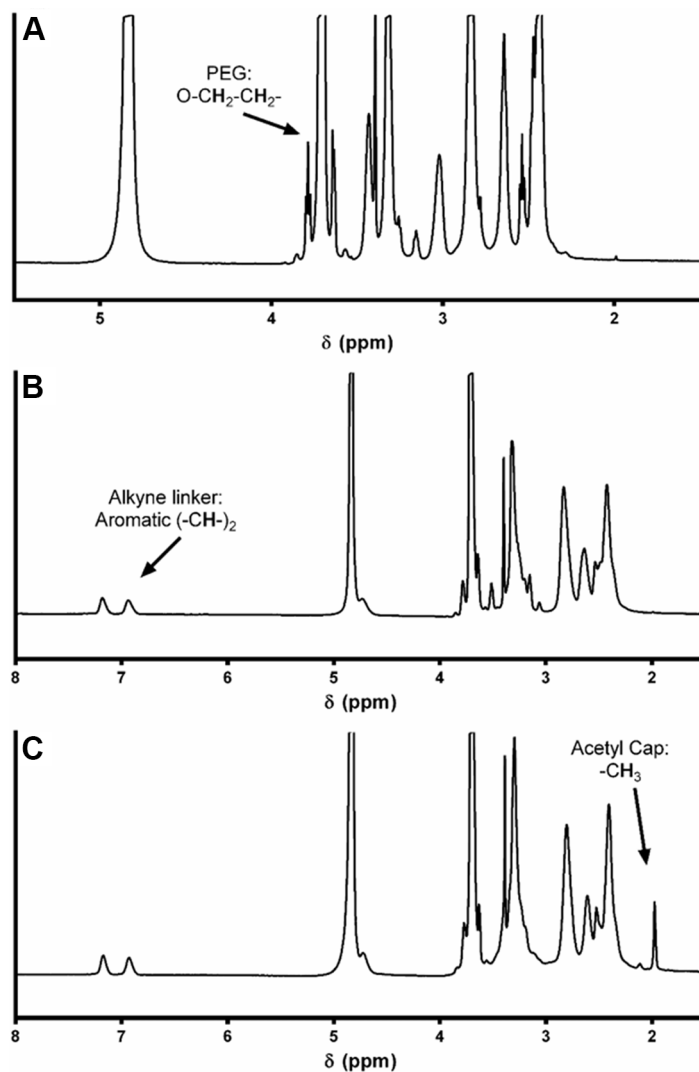 A
PEG:
O-CH₂-CH₂-
5 4 3 2
δ (ppm)
B
Alkyne linker:
Aromatic (-CH-)₂
8 7 6 5 4 3 2
δ (ppm)
C
Acetyl Cap:
-CH₃
8 7 6 5 4 3 2
δ (ppm)